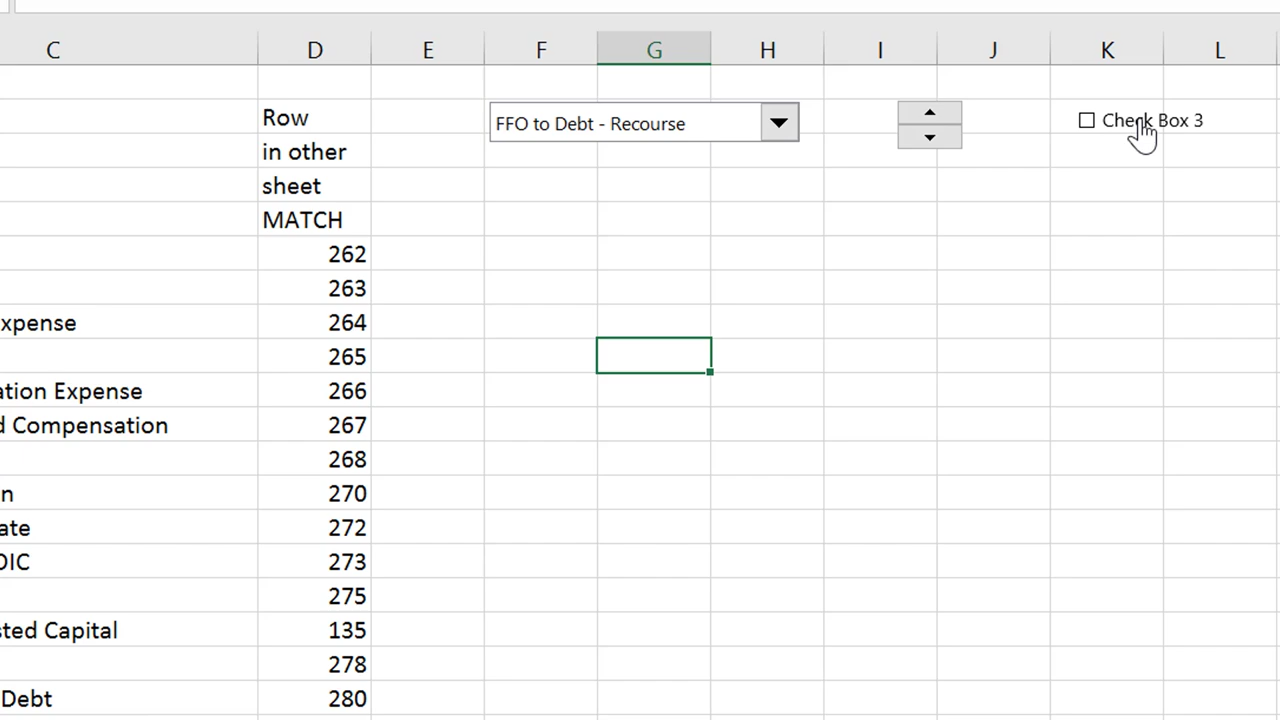 C D E F G H I J K L
Row
in other
sheet
MATCH
FFO to Debt - Recourse
Check Box 3
262
263
xpense 264
265
ation Expense 266
d Compensation 267
268
n 270
ate 272
OIC 273
275
sted Capital 135
278
Debt 280